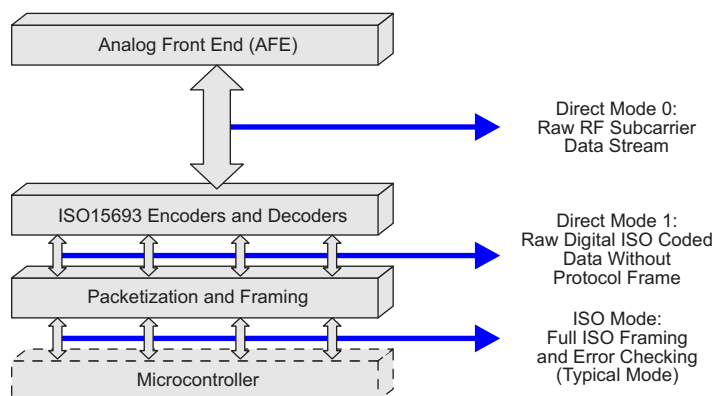 Analog Front End (AFE)
Direct Mode 0:
Raw RF Subcarrier
Data Stream
ISO15693 Encoders and Decoders
Direct Mode 1:
Raw Digital ISO Coded
Data Without
Protocol Frame
Packetization and Framing
ISO Mode:
Full ISO Framing
and Error Checking
(Typical Mode)
Microcontroller